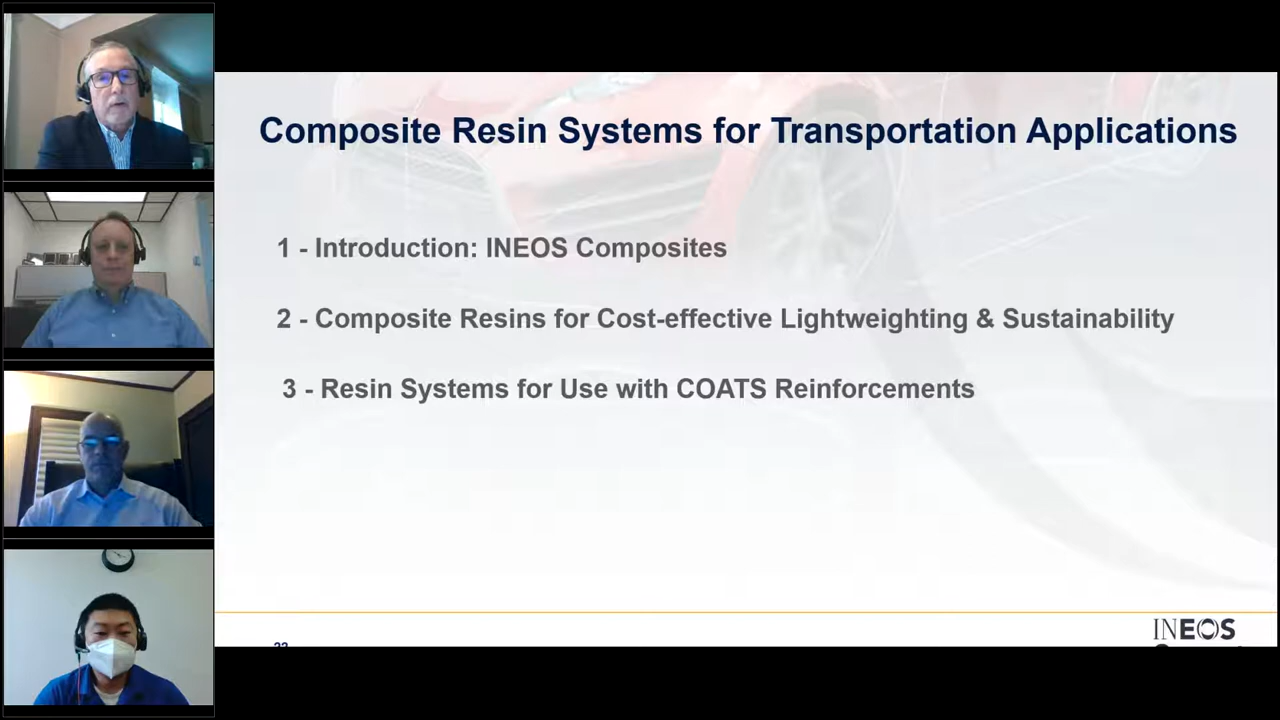 Composite Resin Systems for Transportation Applications
1 - Introduction: INEOS Composites
2 - Composite Resins for Cost-effective Lightweighting & Sustainability
3 - Resin Systems for Use with COATS Reinforcements
INEOS